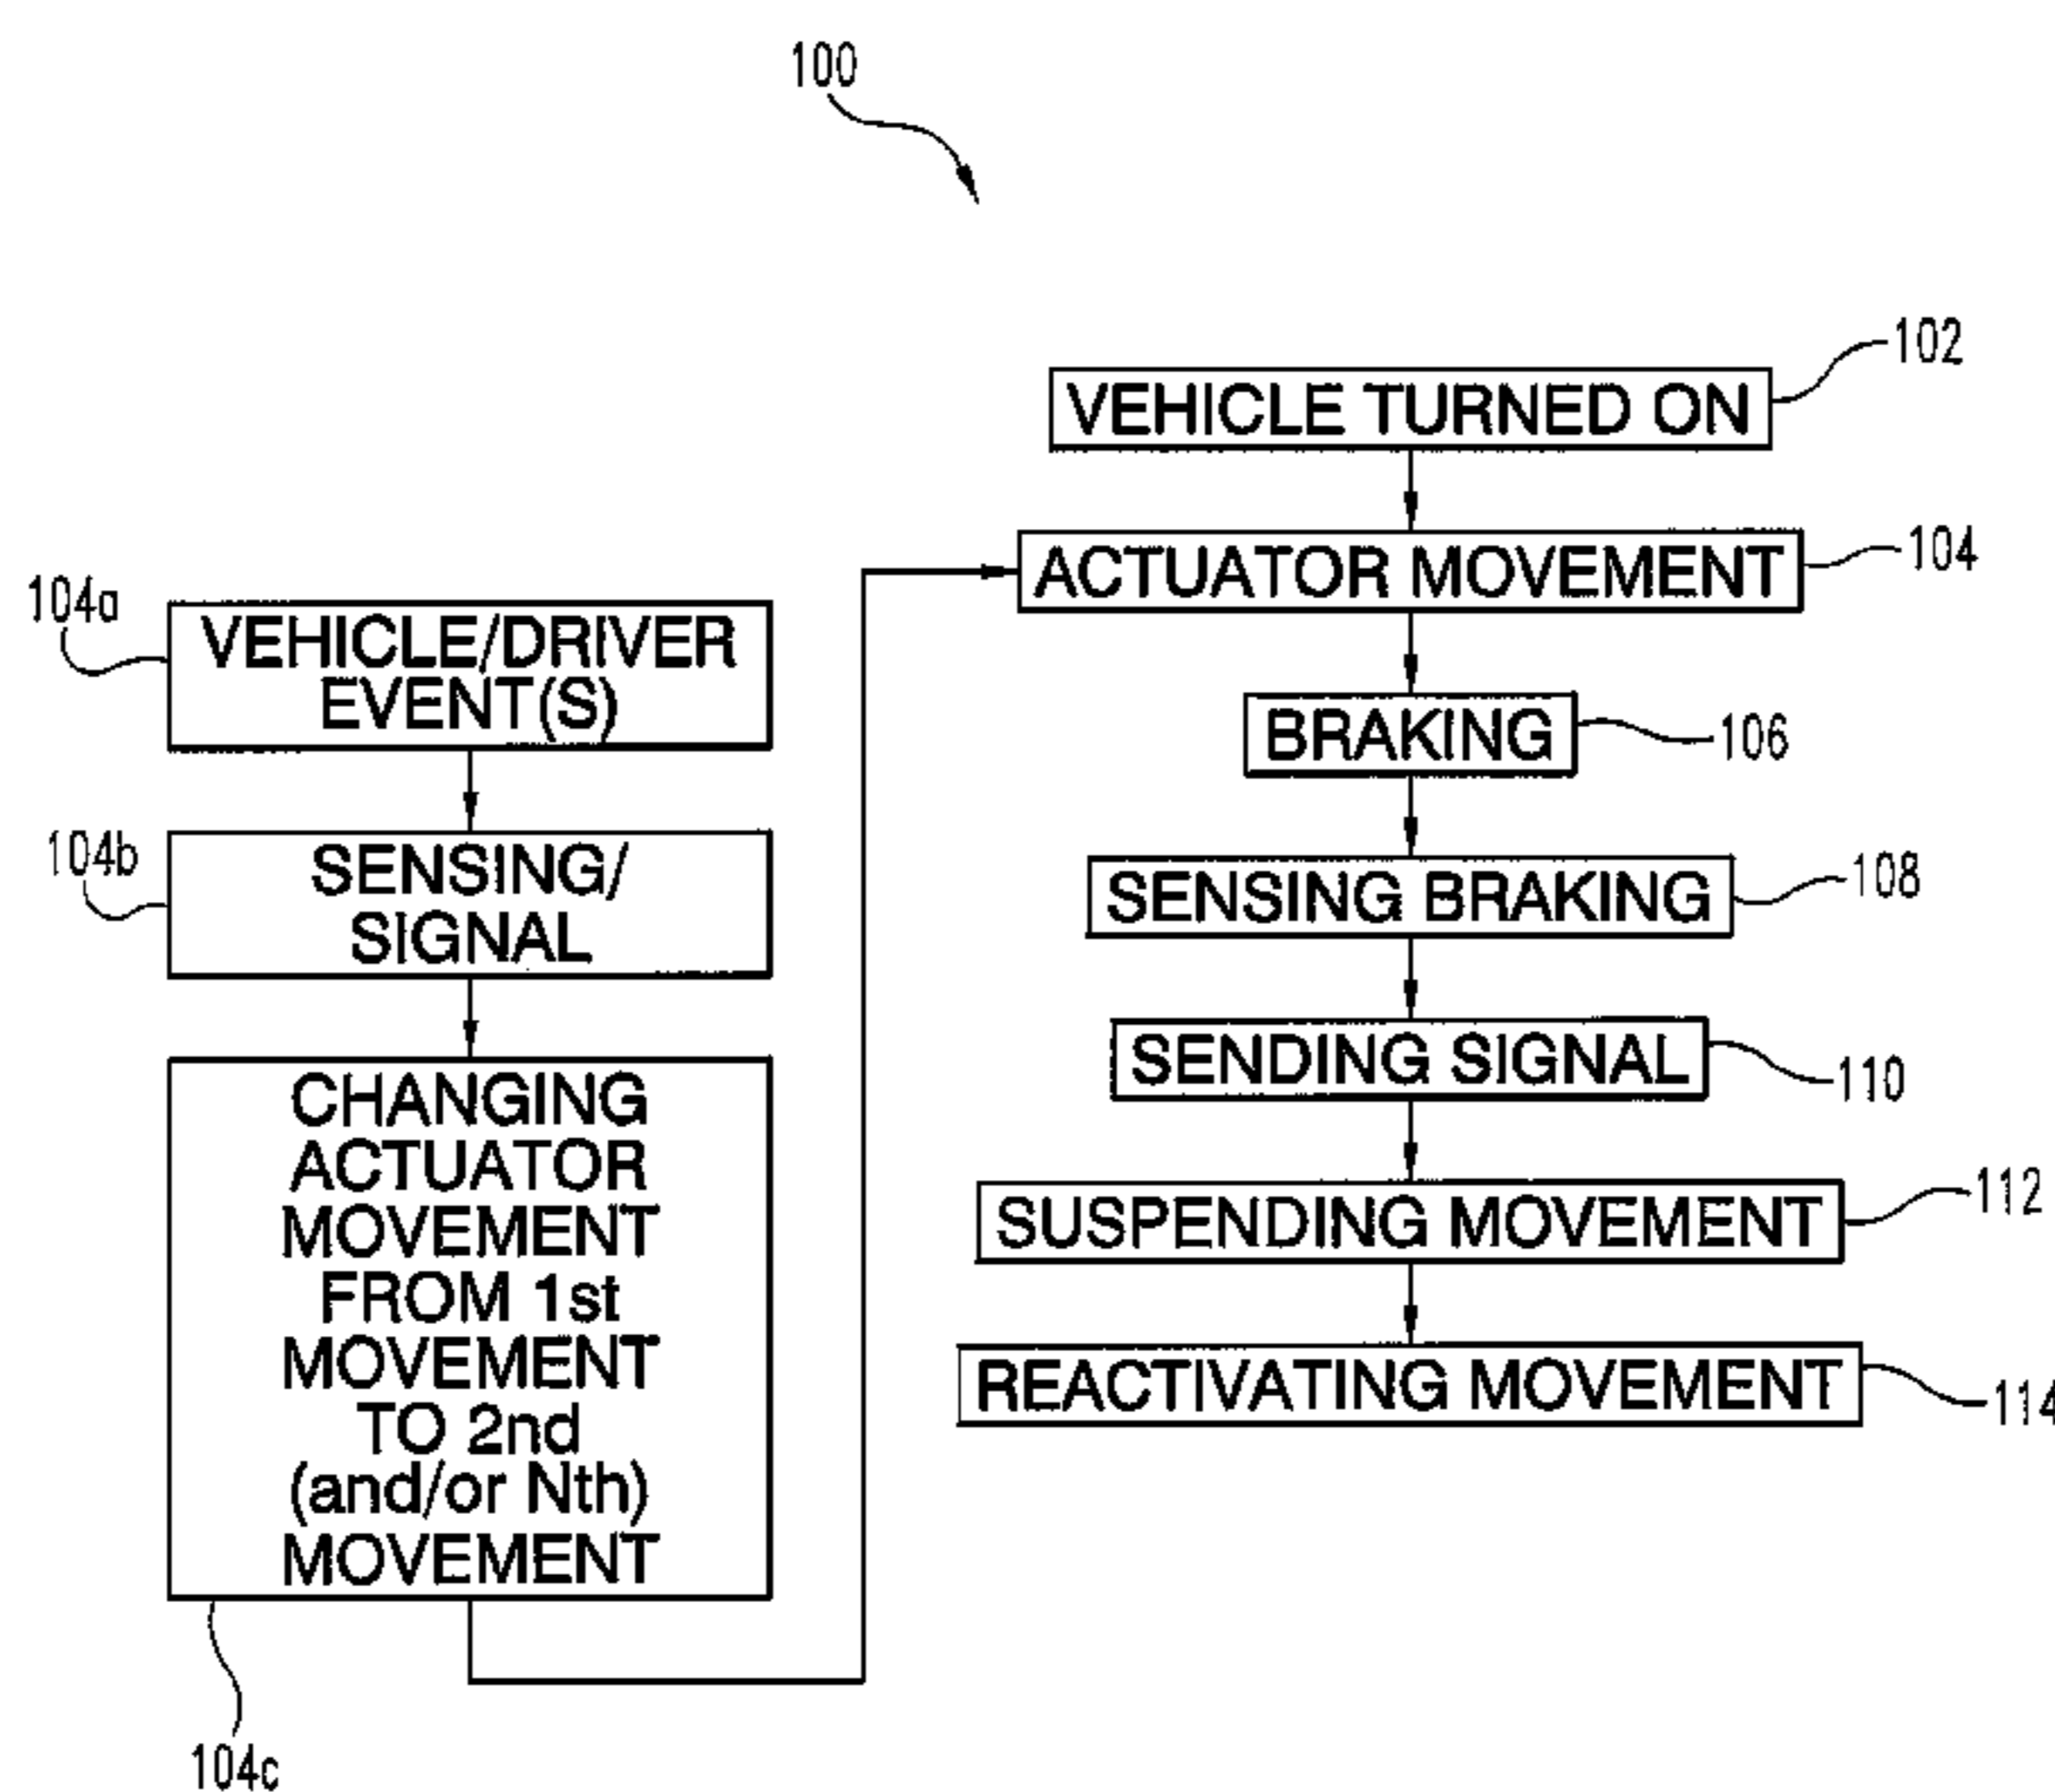 100
VEHICLE TURNED ON
102
ACTUATOR MOVEMENT
104
BRAKING
106
SENSING BRAKING
108
SENDING SIGNAL
110
SUSPENDING MOVEMENT
112
REACTIVATING MOVEMENT
114
104a
VEHICLE/DRIVER
EVENT(S)
104b
SENSING/
SIGNAL
CHANGING
ACTUATOR
MOVEMENT
FROM 1st
MOVEMENT
TO 2nd
(and/or Nth)
MOVEMENT
104c